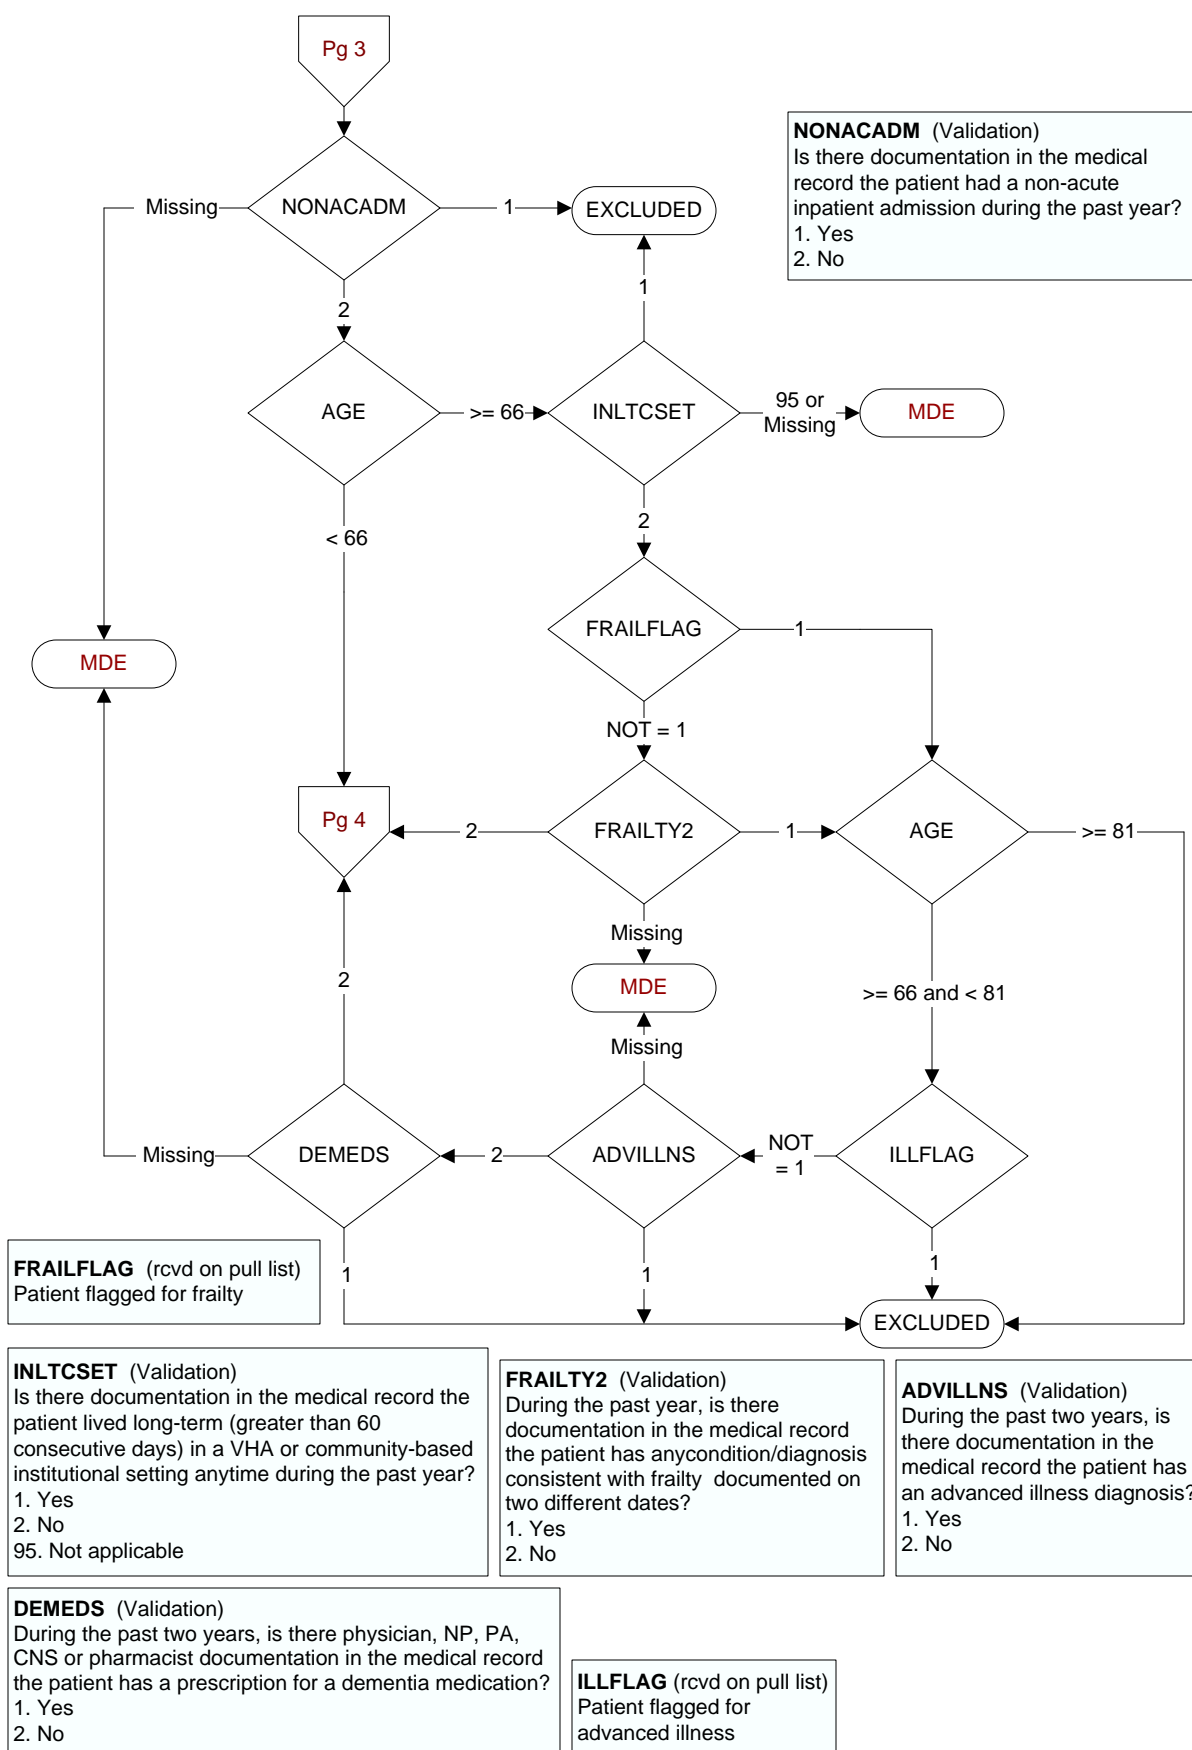 Pg 3
NONACADM (Validation)
Is there documentation in the medical
record the patient had a non-acute
inpatient admission during the past year?
1. Yes
2. No
Missing
NONACADM
1
EXCLUDED
2
1
AGE
>= 66
INLTCSET
95 or
Missing
MDE
< 66
2
FRAILFLAG
1
MDE
NOT = 1
Pg 4
2
FRAILTY2
1
AGE
>= 81
Missing
2
MDE
>= 66 and < 81
Missing
Missing
DEMEDS
2
ADVILLNS
NOT
= 1
ILLFLAG
1
1
1
EXCLUDED
FRAILFLAG (rcvd on pull list)
Patient flagged for frailty
INLTCSET (Validation)
Is there documentation in the medical record the
patient lived long-term (greater than 60
consecutive days) in a VHA or community-based
institutional setting anytime during the past year?
1. Yes
2. No
95. Not applicable
FRAILTY2 (Validation)
During the past year, is there
documentation in the medical record
the patient has anycondition/diagnosis
consistent with frailty documented on
two different dates?
1. Yes
2. No
ADVILLNS (Validation)
During the past two years, is
there documentation in the
medical record the patient has
an advanced illness diagnosis?
1. Yes
2. No
DEMEDS (Validation)
During the past two years, is there physician, NP, PA,
CNS or pharmacist documentation in the medical record
the patient has a prescription for a dementia medication?
1. Yes
2. No
ILLFLAG (rcvd on pull list)
Patient flagged for
advanced illness